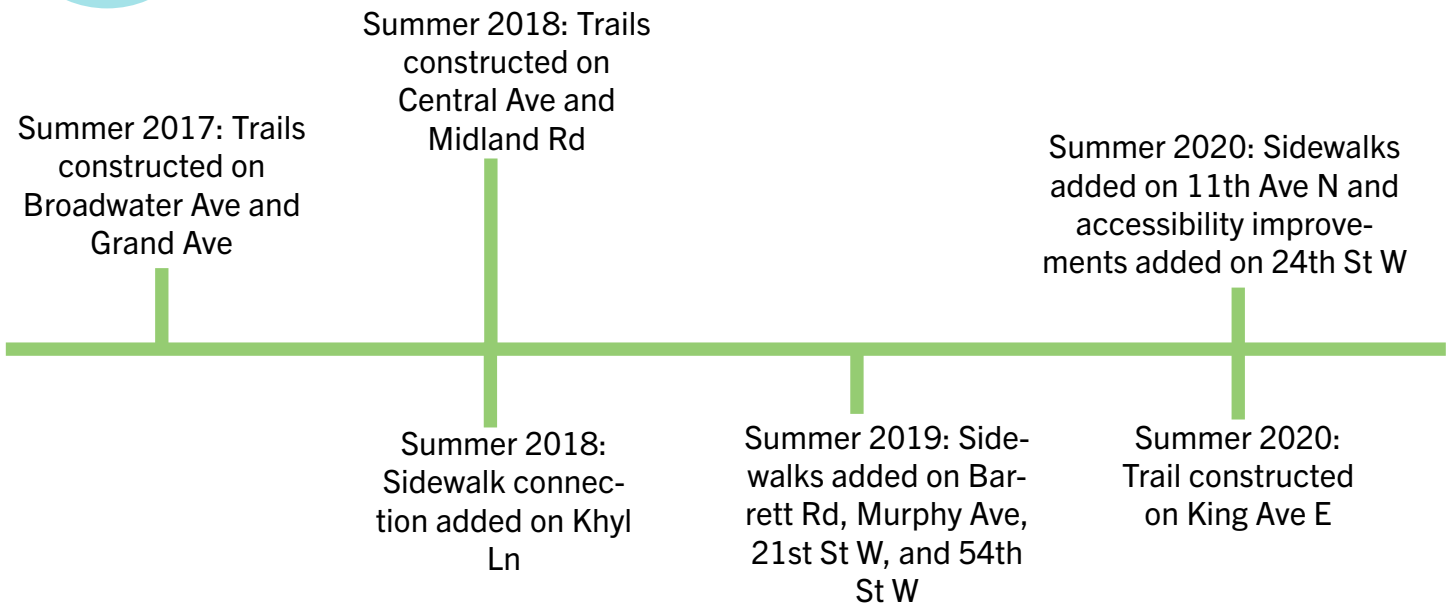 Summer 2017: Trails
constructed on
Broadwater Ave and
Grand Ave
Summer 2018: Trails
constructed on
Central Ave and
Midland Rd
Summer 2018:
Sidewalk connec-
tion added on Khyl
Ln
Summer 2019: Side-
walks added on Bar-
rett Rd, Murphy Ave,
21st St W, and 54th
St W
Summer 2020: Sidewalks
added on 11th Ave N and
accessibility improve-
ments added on 24th St W
Summer 2020:
Trail constructed
on King Ave E